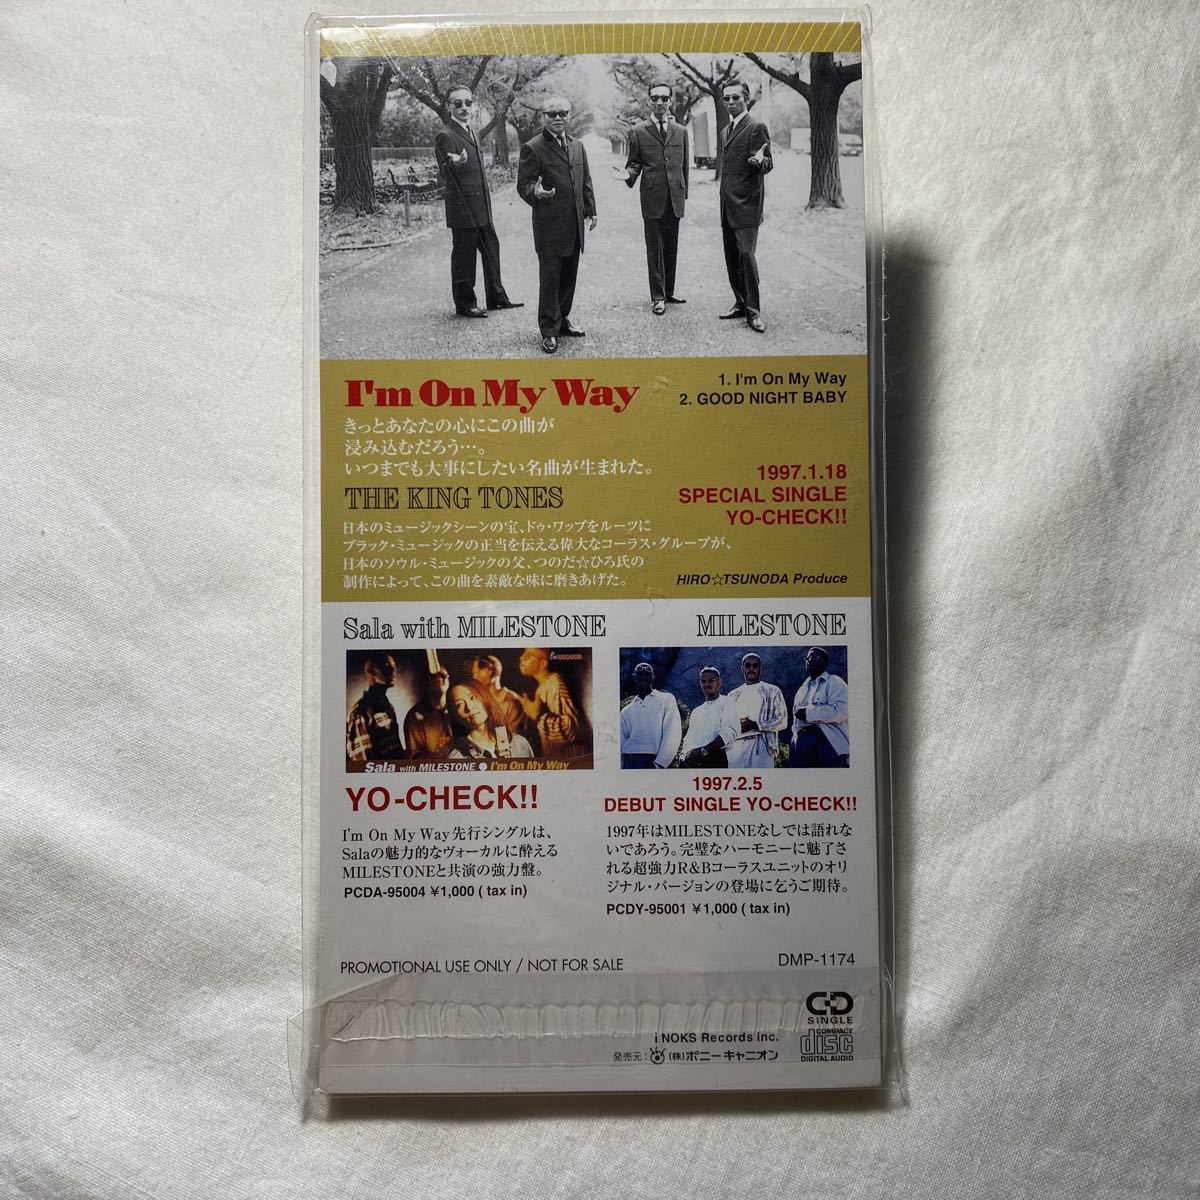 I'm On My Way
きっとあなたの心にこの曲が
浸み込むだろう…。
いつまでも大事にしたい名曲が生まれた。
THE KING TONES
日本のミュージックシーンの宝、ドゥ・ワップをルーツに
ブラック・ミュージックの正当を伝える偉大なコーラス・グループが、
日本のソウル・ミュージックの父、つのだ☆ひろ氏の
制作によって、この曲を素敵な味に磨きあげた。
1. I'm On My Way
2. GOOD NIGHT BABY
1997.1.18
SPECIAL SINGLE
YO-CHECK!!
HIRO☆TSUNODA Produce
Sala with MILESTONE
Sala with MILESTONE ● I'm On My Way
YO-CHECK!!
I'm On My Way先行シングルは、
Salaの魅力的なヴォーカルに酔える
MILESTONEと共演の強力盤。
PCDA-95004 ¥1,000 ( tax in)
MILESTONE
1997.2.5
DEBUT SINGLE YO-CHECK!!
1997年はMILESTONEなしでは語れな
いであろう。完璧なハーモニーに魅了さ
れる超強力R&Bコーラスユニットのオリ
ジナル・バージョンの登場に乞うご期待。
PCDY-95001 ¥1,000 ( tax in)
PROMOTIONAL USE ONLY / NOT FOR SALE
DMP-1174
CD
SINGLE
COMPACT
disc
DIGITAL AUDIO
i NOKS Records inc.
発売元：(株)ポニーキャニオン